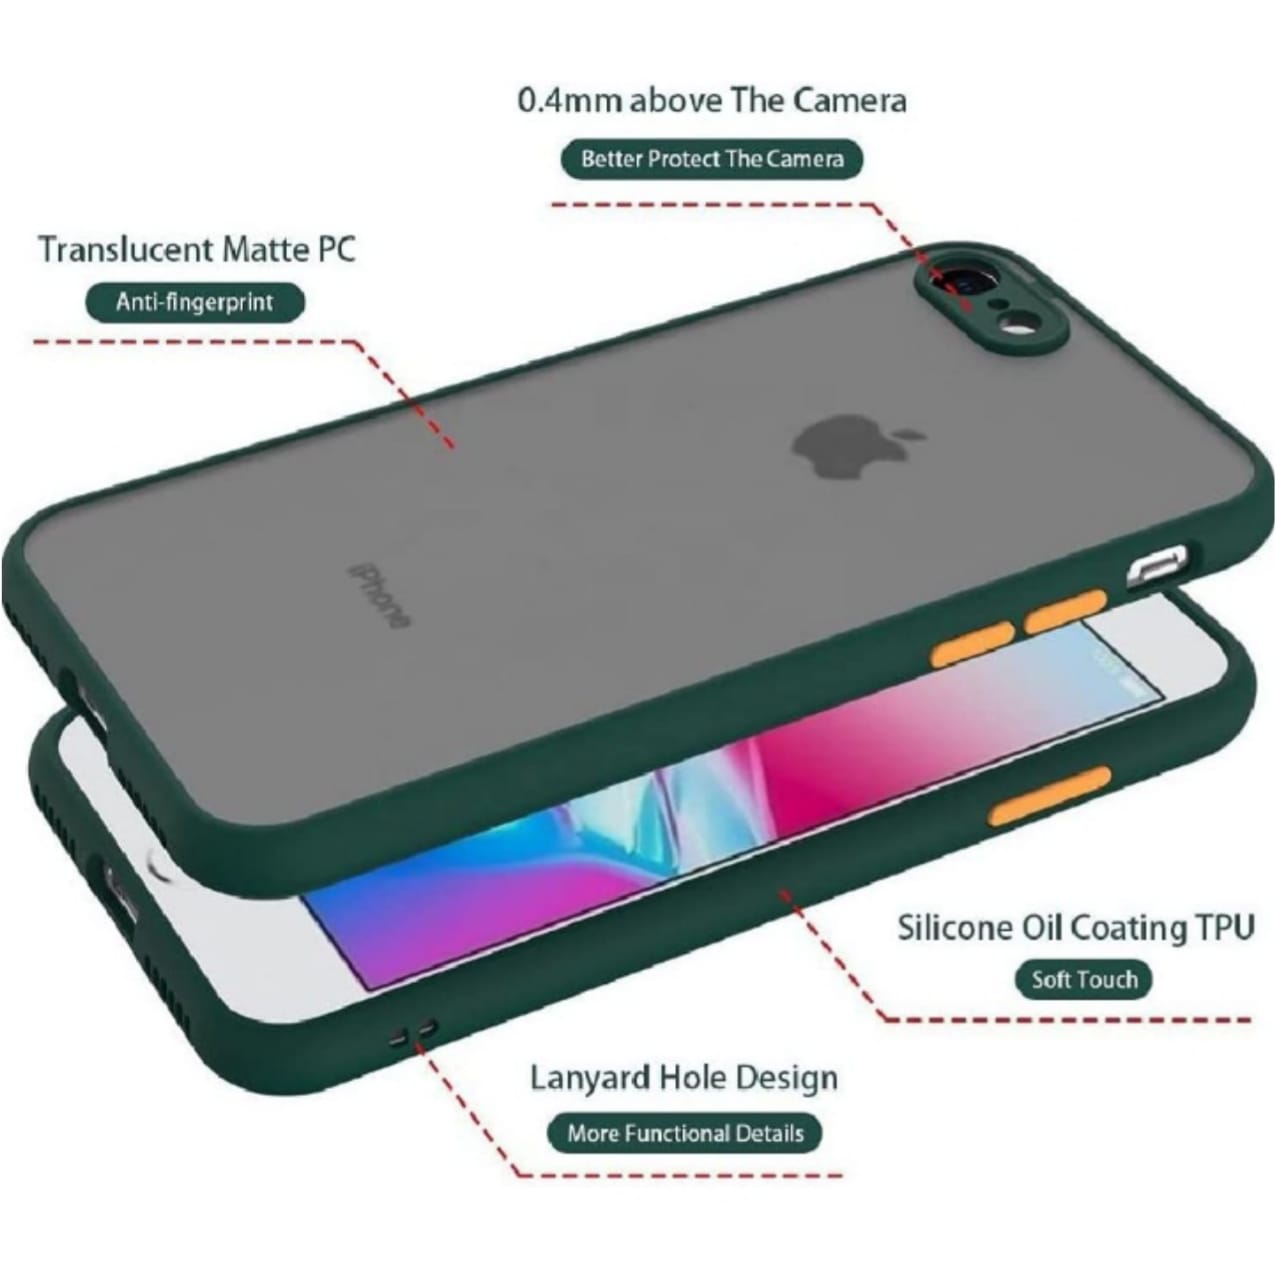 0.4mm above The Camera
Better Protect The Camera
Translucent Matte PC
Anti-fingerprint
iPhone
Silicone Oil Coating TPU
Soft Touch
Lanyard Hole Design
More Functional Details